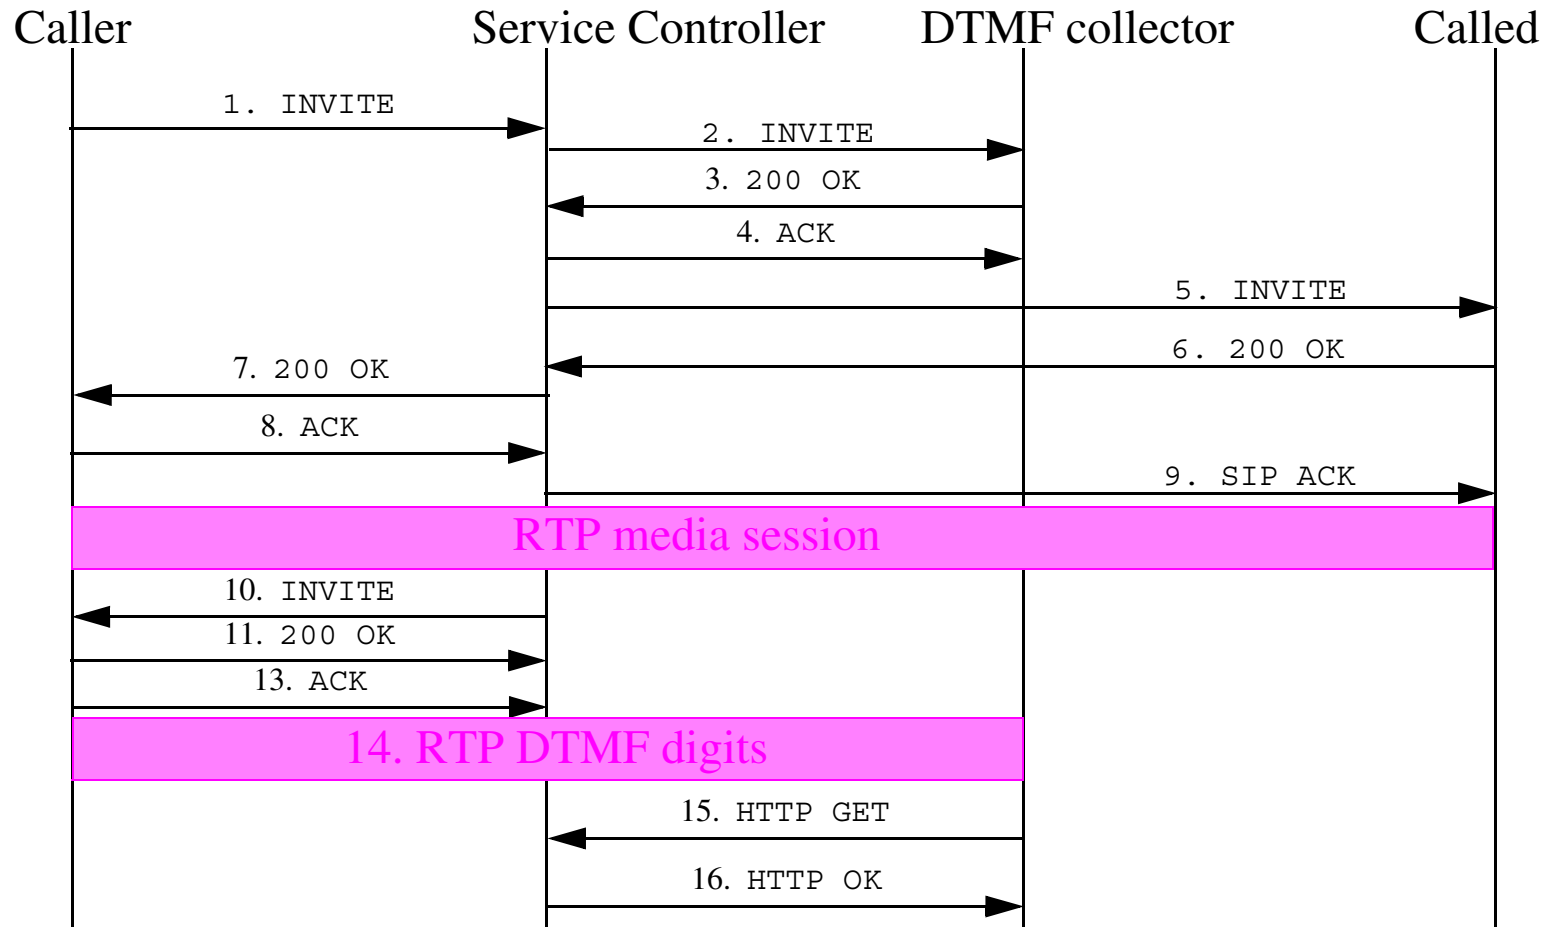 Caller
Service Controller
DTMF collector
Called
1. INVITE
2. INVITE
3. 200 OK
4. ACK
5. INVITE
6. 200 OK
7. 200 OK
8. ACK
9. SIP ACK
RTP media session
10. INVITE
11. 200 OK
13. ACK
14. RTP DTMF digits
15. HTTP GET
16. HTTP OK